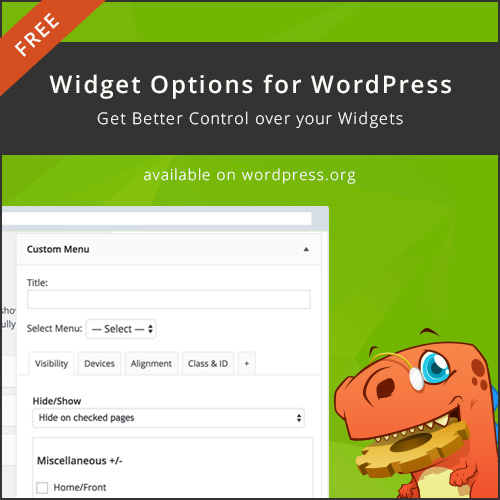 FREE
Widget Options for WordPress
Get Better Control over your Widgets
available on wordpress.org
Custom Menu
Title:
Select Menu: — Select —
Visibility Devices Alignment Class & ID +
Hide/Show
Hide on checked pages
Miscellaneous +/-
Home/Front